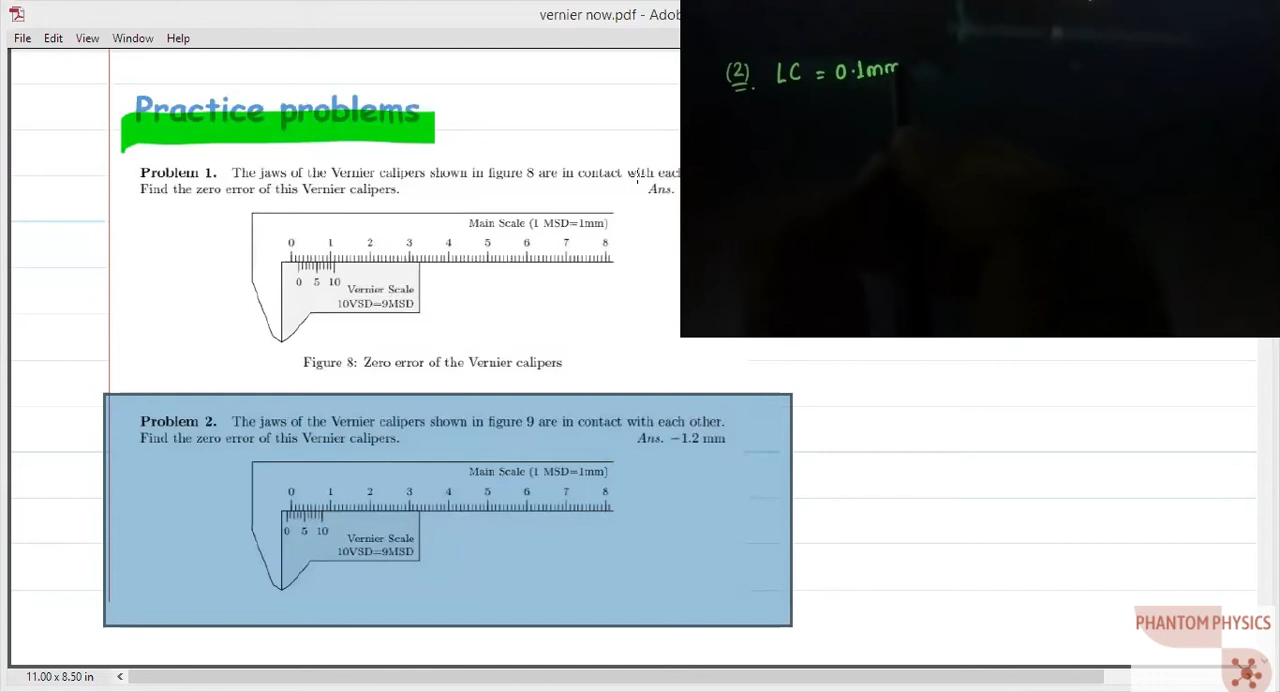 vernier now.pdf - Adob
File Edit View Window Help
Practice problems
Problem 1. The jaws of the Vernier calipers shown in figure 8 are in contact with each
Find the zero error of this Vernier calipers. Ans.
Main Scale (1 MSD=1mm)
0 1 2 3 4 5 6 7 8
0 5 10
Vernier Scale
10VSD=9MSD
Figure 8: Zero error of the Vernier calipers
(2) LC = 0.1mm
Problem 2. The jaws of the Vernier calipers shown in figure 9 are in contact with each other.
Find the zero error of this Vernier calipers. Ans. −1.2 mm
Main Scale (1 MSD=1mm)
0 1 2 3 4 5 6 7 8
0 5 10
Vernier Scale
10VSD=9MSD
PHANTOM PHYSICS
11.00 x 8.50 in